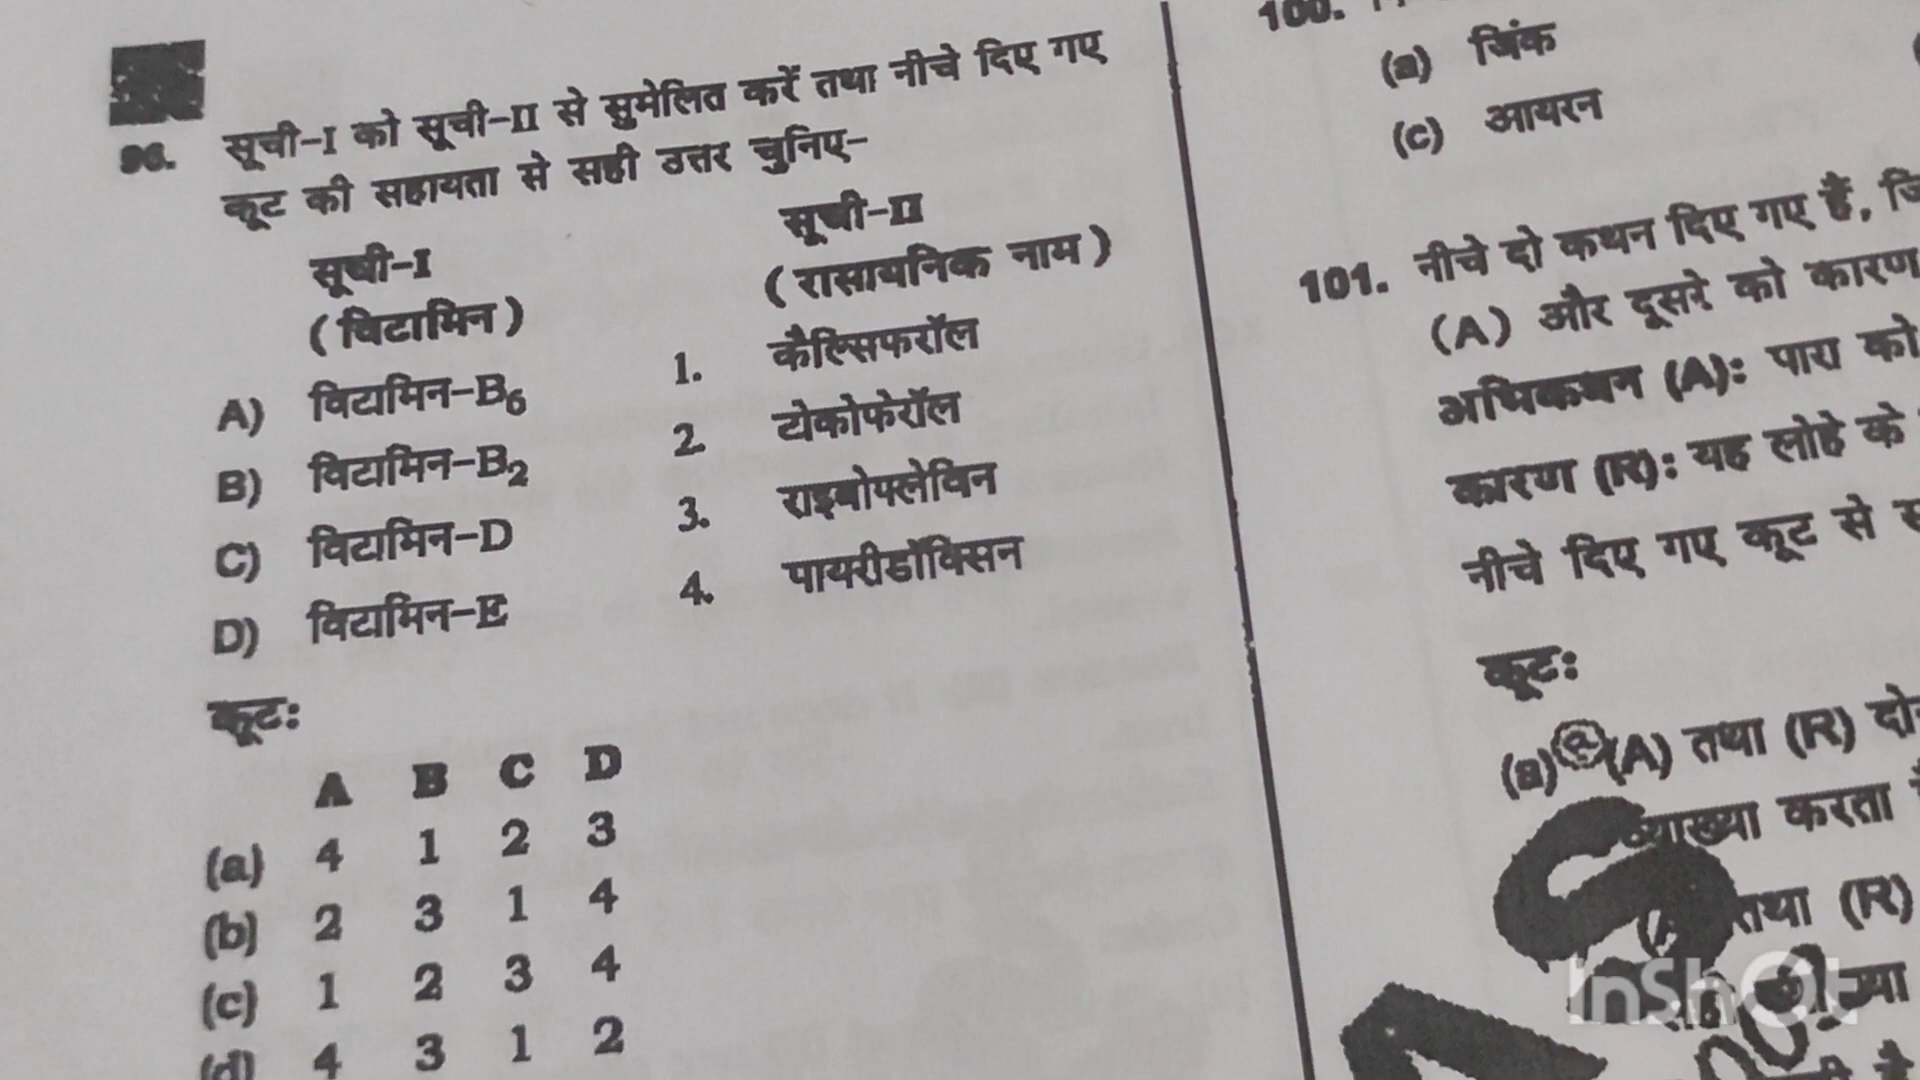 96. सूची-I को सूची-II से सुमेलित करें तथा नीचे दिए गए
कूट की सहायता से सही उत्तर चुनिए-
सूची-I
(विटामिन)
सूची-II
(रासायनिक नाम)
A) विटामिन-B₆ 1. कैल्सिफरॉल
B) विटामिन-B₂ 2. टोकोफेरॉल
C) विटामिन-D 3. राइबोफ्लेविन
D) विटामिन-E 4. पायरीडॉक्सिन
कूटः
A B C D
(a) 4 1 2 3
(b) 2 3 1 4
(c) 1 2 3 4
(d) 4 3 1 2
100.
(a) जिंक
(c) आयरन
101. नीचे दो कथन दिए गए हैं,
(A) और दूसरे को कारण
अभिकथन (A): पारा को
कारण (R): यह लोहे के
नीचे दिए गए कूट से
कूटः
(a) (A) तथा (R)
व्याख्या करता
तथा (R)
InShOt